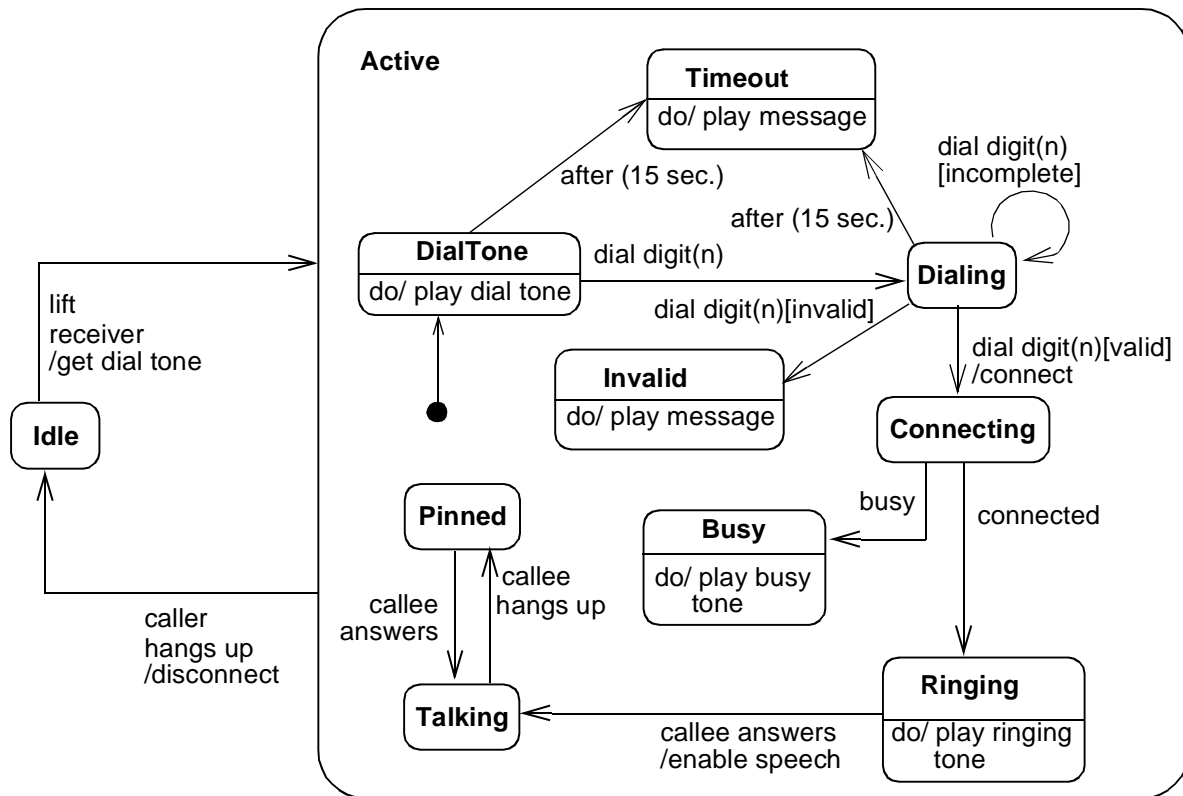 Active
Timeout
do/ play message
dial digit(n)
[incomplete]
after (15 sec.)
after (15 sec.)
DialTone
do/ play dial tone
dial digit(n)
Dialing
lift
receiver
/get dial tone
dial digit(n)[invalid]
dial digit(n)[valid]
/connect
Invalid
do/ play message
Idle
Connecting
Pinned
busy
connected
Busy
do/ play busy
tone
callee
hangs up
callee
answers
caller
hangs up
/disconnect
Ringing
do/ play ringing
tone
Talking
callee answers
/enable speech